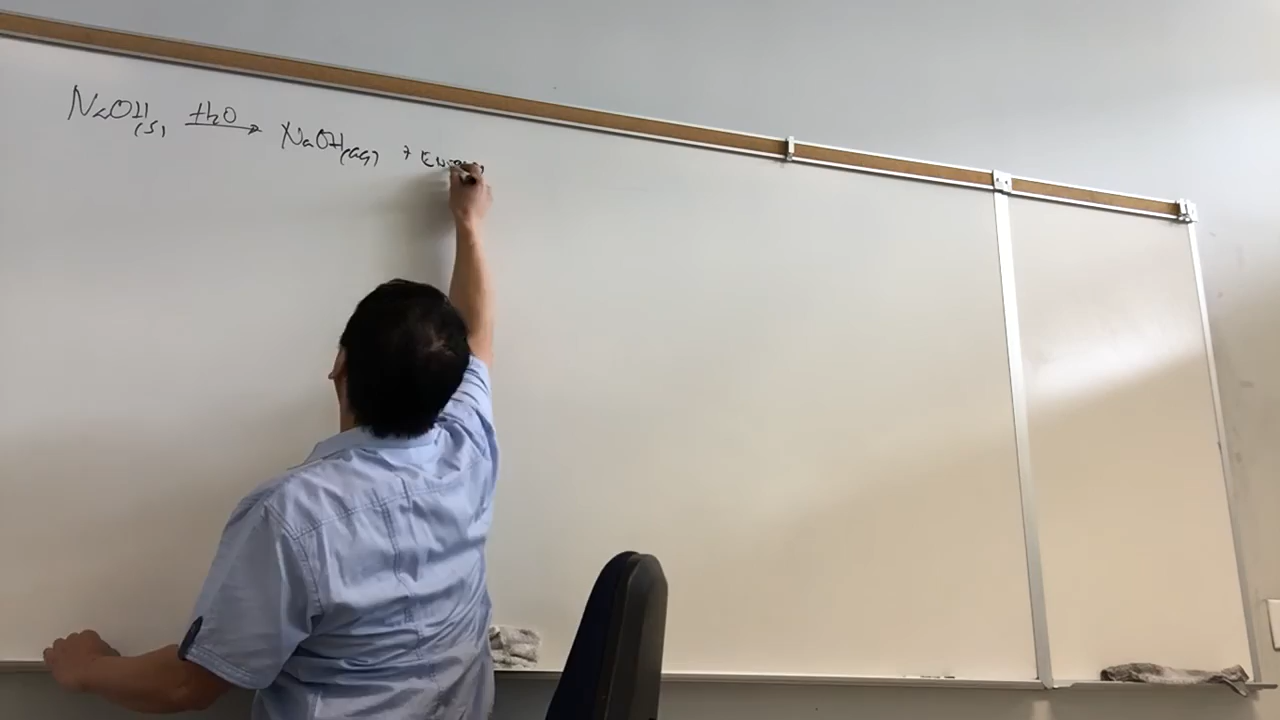 NaOH(s) H2O → NaOH(aq) + Energy